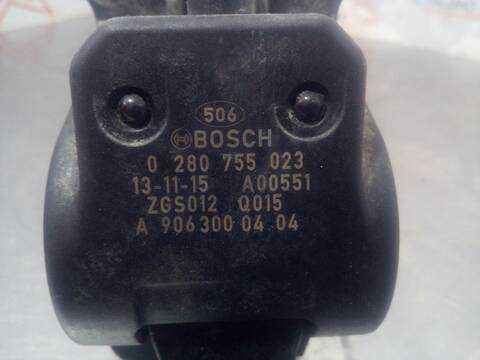 506
BOSCH
0 280 755 023
13-11-15 A00551
ZGS012 Q015
A 906 300 04 04